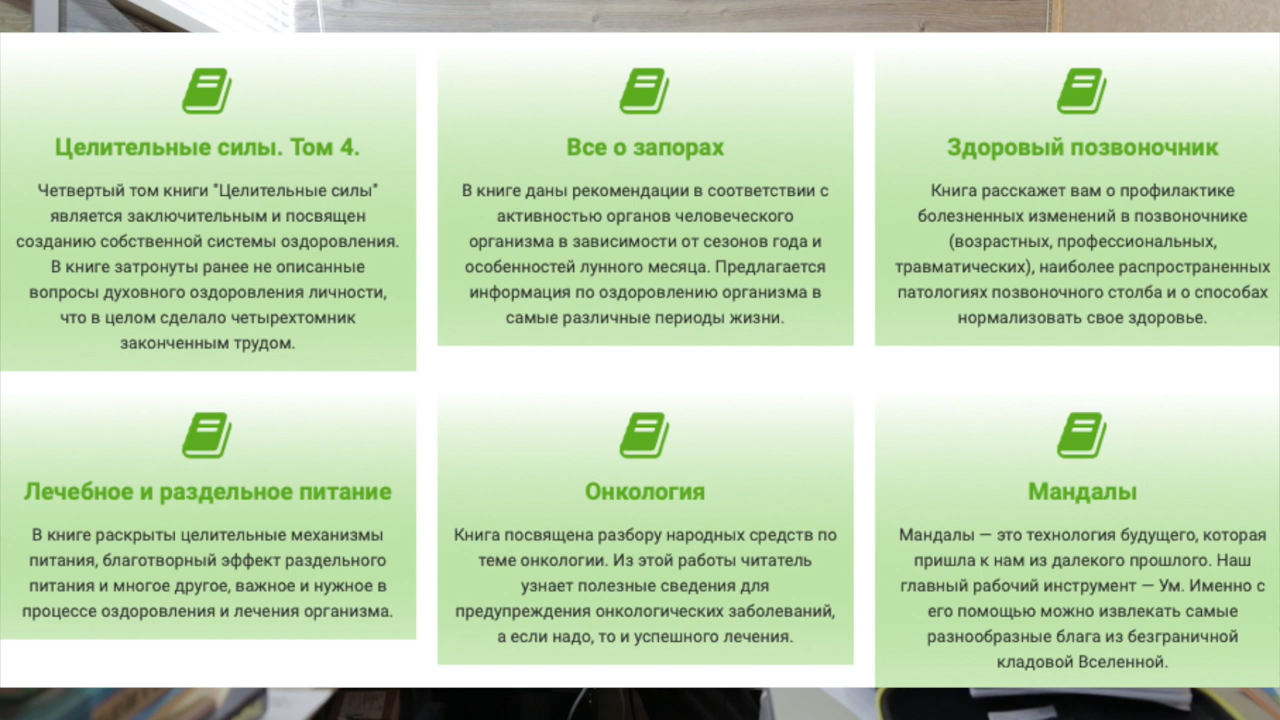 Целительные силы. Том 4.
Четвертый том книги "Целительные силы"
является заключительным и посвящен
созданию собственной системы оздоровления.
В книге затронуты ранее не описанные
вопросы духовного оздоровления личности,
что в целом сделало четырехтомник
законченным трудом.
Все о запорах
В книге даны рекомендации в соответствии с
активностью органов человеческого
организма в зависимости от сезонов года и
особенностей лунного месяца. Предлагается
информация по оздоровлению организма в
самые различные периоды жизни.
Здоровый позвоночник
Книга расскажет вам о профилактике
болезненных изменений в позвоночнике
(возрастных, профессиональных,
травматических), наиболее распространенных
патологиях позвоночного столба и о способах
нормализовать свое здоровье.
Лечебное и раздельное питание
В книге раскрыты целительные механизмы
питания, благотворный эффект раздельного
питания и многое другое, важное и нужное в
процессе оздоровления и лечения организма.
Онкология
Книга посвящена разбору народных средств по
теме онкологии. Из этой работы читатель
узнает полезные сведения для
предупреждения онкологических заболеваний,
а если надо, то и успешного лечения.
Мандалы
Мандалы — это технология будущего, которая
пришла к нам из далекого прошлого. Наш
главный рабочий инструмент — Ум. Именно с
его помощью можно извлекать самые
разнообразные блага из безграничной
кладовой Вселенной.